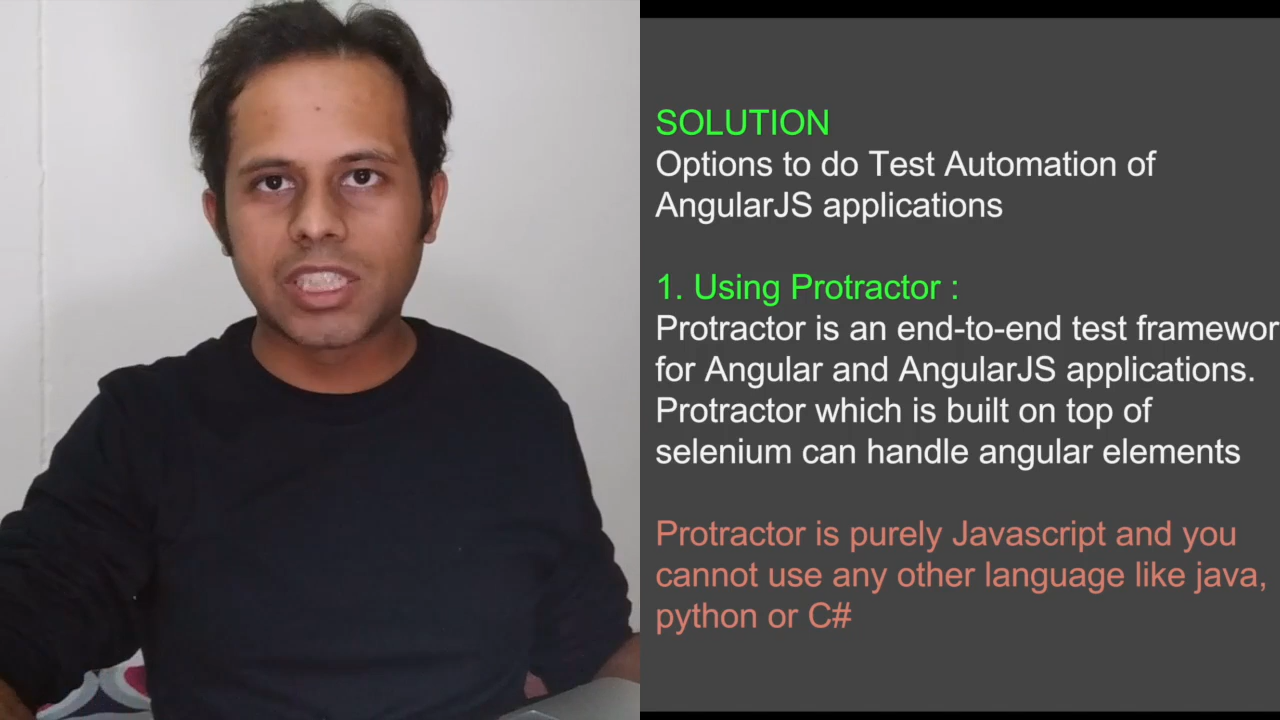 SOLUTION
Options to do Test Automation of
AngularJS applications
1. Using Protractor :
Protractor is an end-to-end test framewor
for Angular and AngularJS applications.
Protractor which is built on top of
selenium can handle angular elements
Protractor is purely Javascript and you
cannot use any other language like java,
python or C#